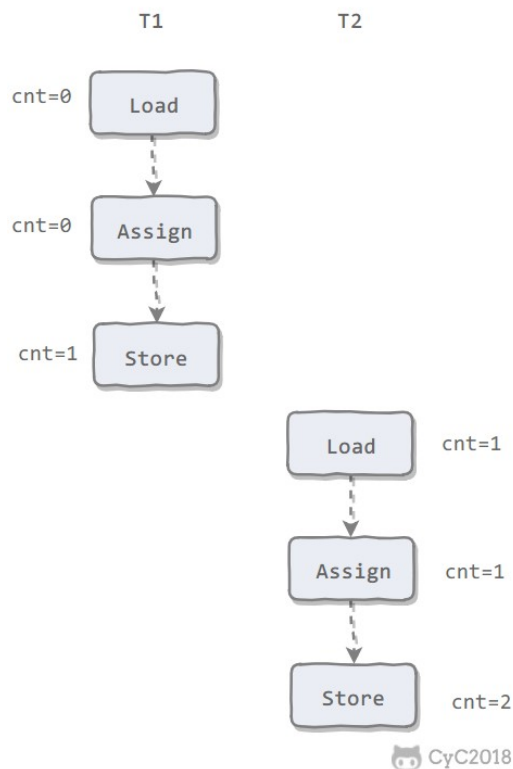 T1 T2
cnt=0 Load
cnt=0 Assign
cnt=1 Store
Load cnt=1
Assign cnt=1
Store cnt=2
CyC2018